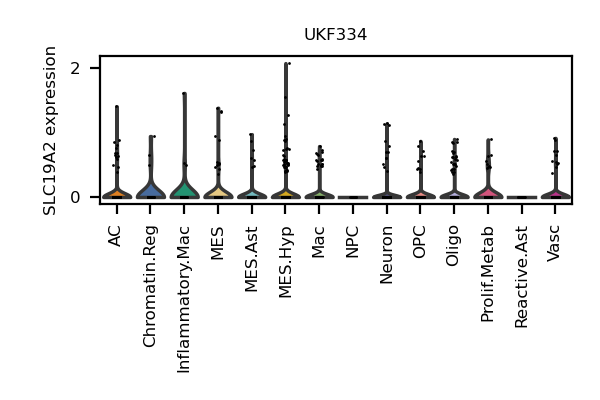 UKF334
SLC19A2 expression
2
0
AC
Chromatin.Reg
Inflammatory.Mac
MES
MES.Ast
MES.Hyp
Mac
NPC
Neuron
OPC
Oligo
Prolif.Metab
Reactive.Ast
Vasc